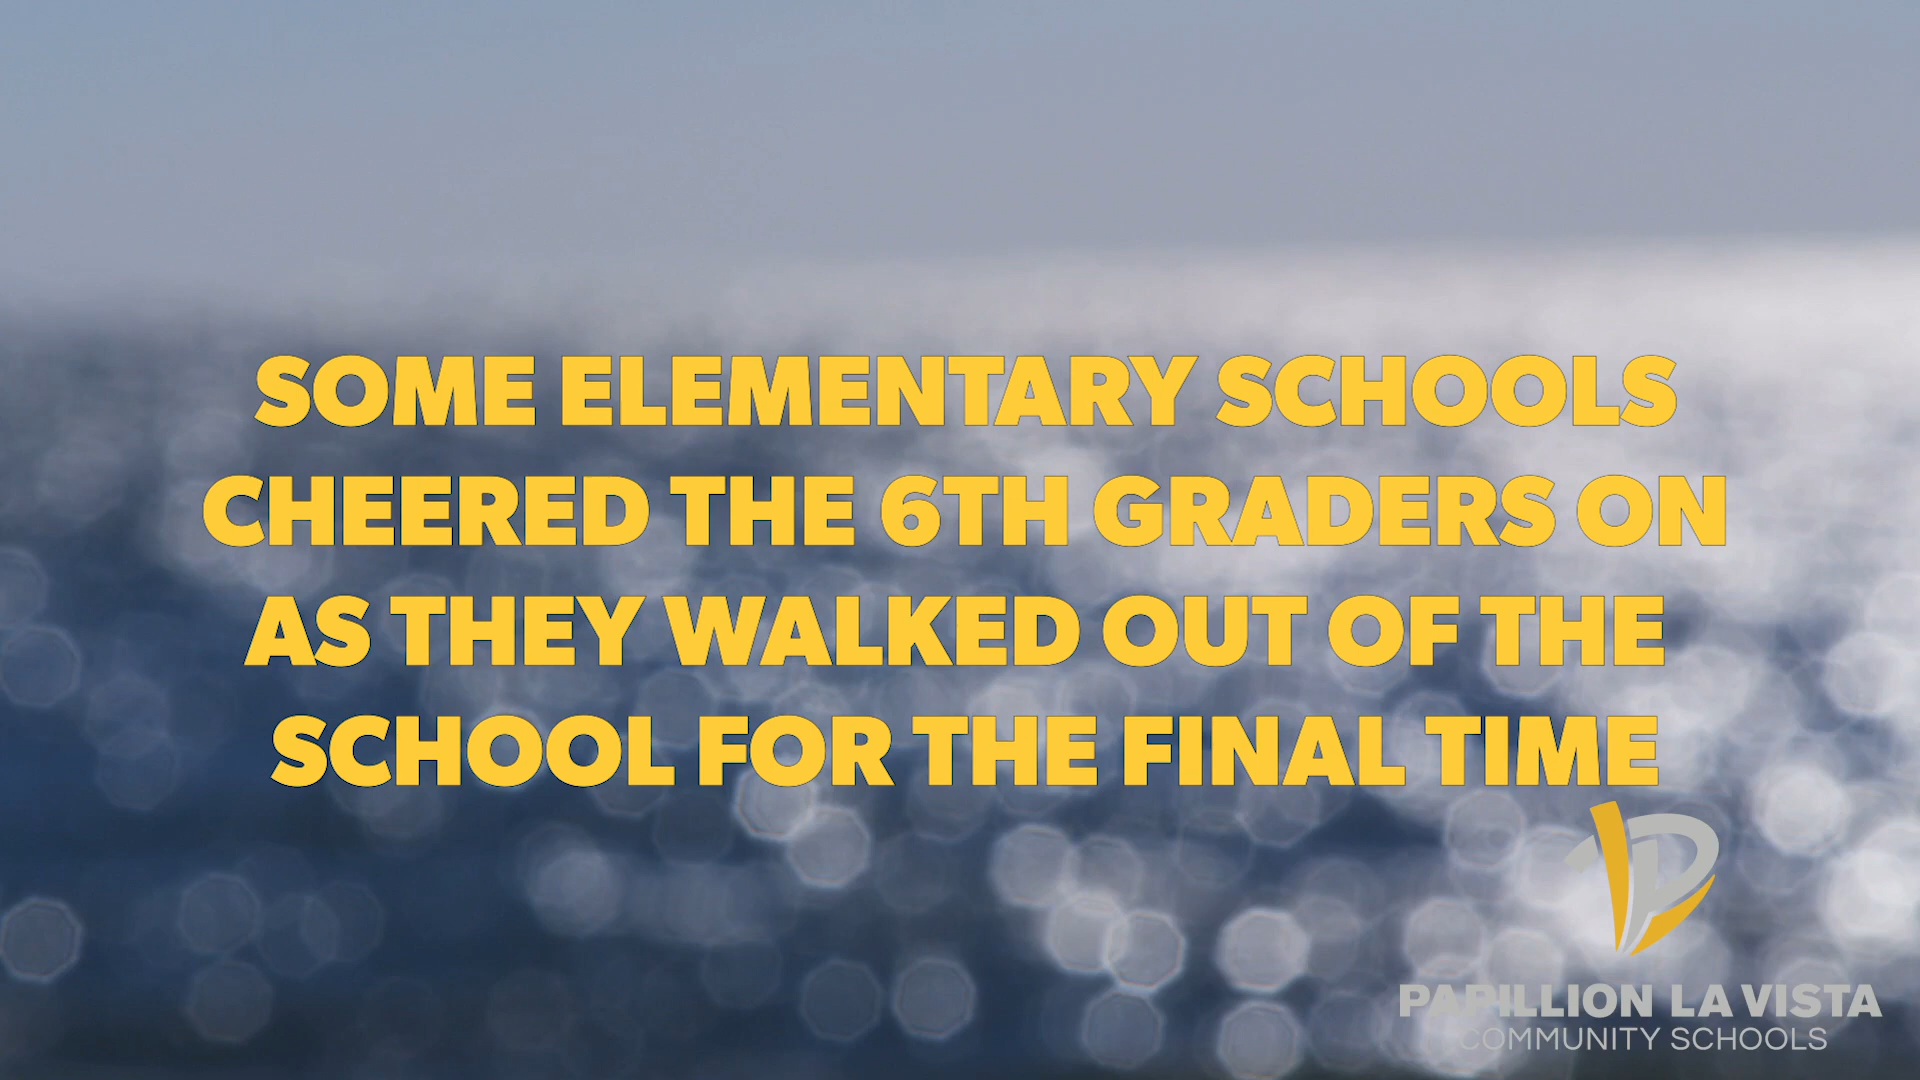 SOME ELEMENTARY SCHOOLS
CHEERED THE 6TH GRADERS ON
AS THEY WALKED OUT OF THE
SCHOOL FOR THE FINAL TIME
PAPILLION LA VISTA
COMMUNITY SCHOOLS